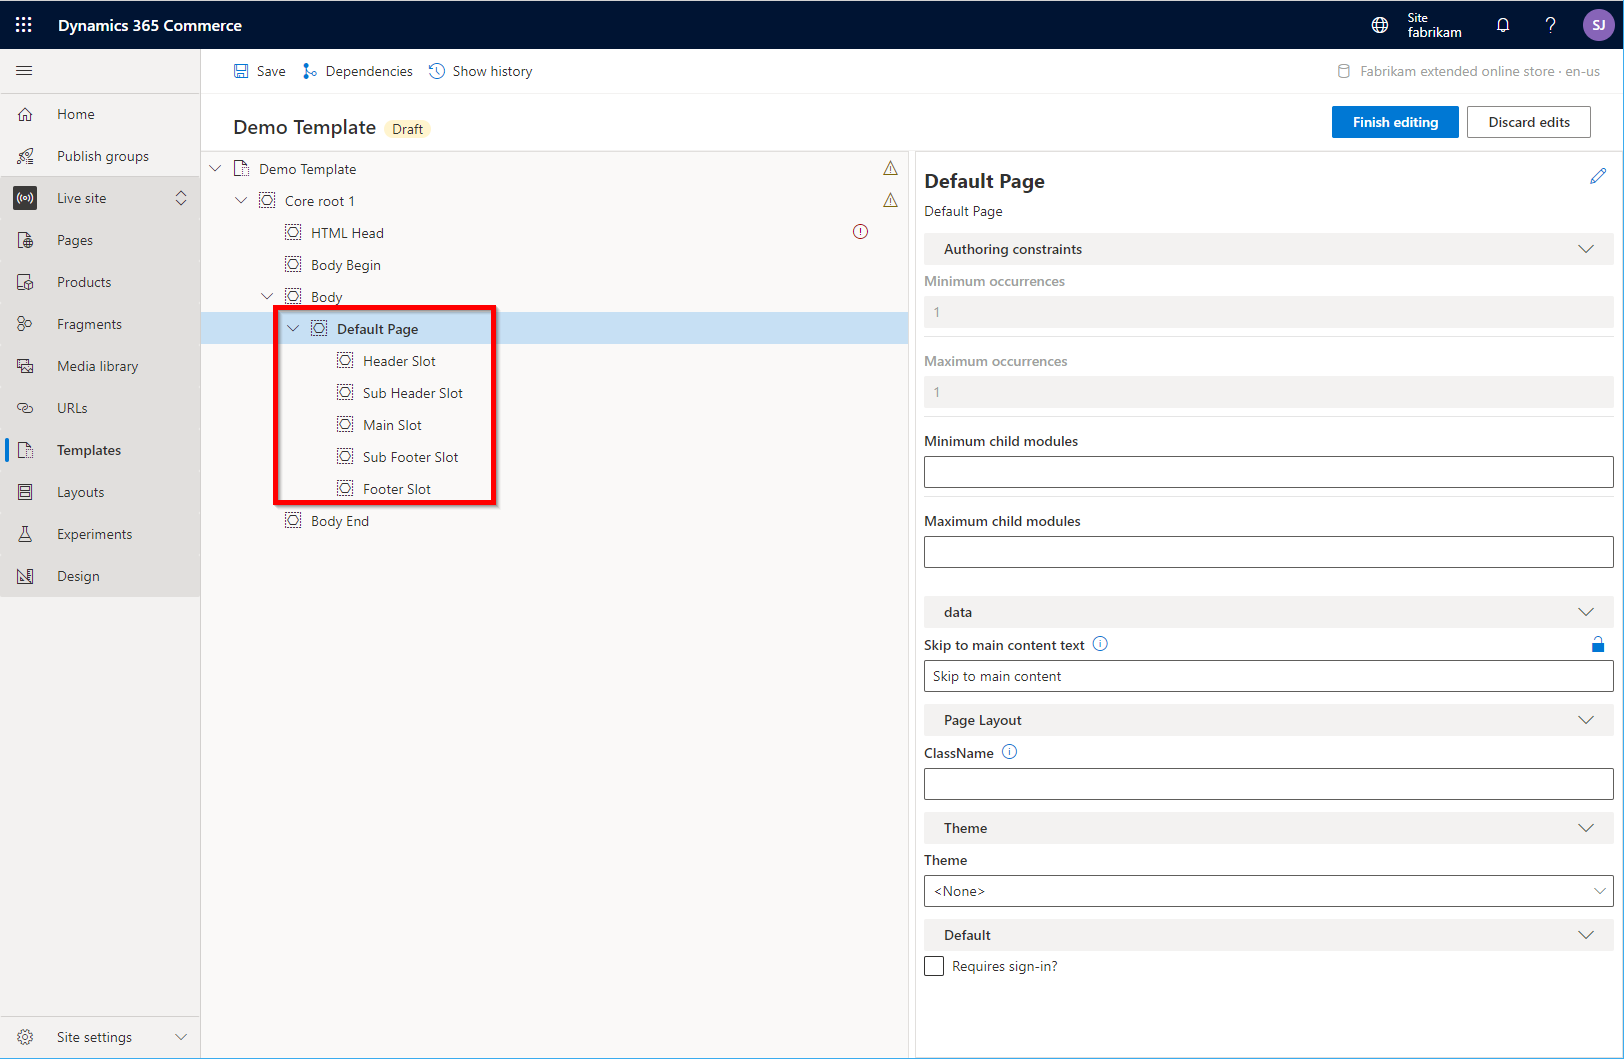 Dynamics 365 Commerce
Site
fabrikam
?
SJ
Save
Dependencies
Show history
Fabrikam extended online store · en-us
Home
Publish groups
Live site
Pages
Products
Fragments
Media library
URLs
Templates
Layouts
Experiments
Design
Site settings
Demo Template
Draft
Finish editing
Discard edits
Demo Template
Core root 1
HTML Head
Body Begin
Body
Default Page
Header Slot
Sub Header Slot
Main Slot
Sub Footer Slot
Footer Slot
Body End
Default Page
Default Page
Authoring constraints
Minimum occurrences
1
Maximum occurrences
1
Minimum child modules
Maximum child modules
data
Skip to main content text
Skip to main content
Page Layout
ClassName
Theme
Theme
<None>
Default
Requires sign-in?